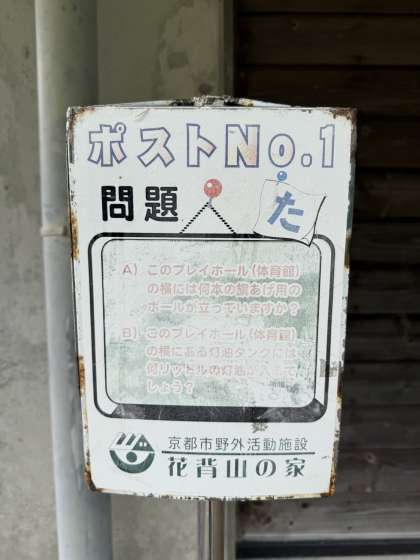 ポストNo.1
問題
た
A) このプレイホール(体育館)
の横には何本の旗あげ用の
ポールが立っていますか？
B) このプレイホール(体育館)
の横にある灯油タンクには
何リットルの灯油が入るで
しょう？
京都市野外活動施設
花背山の家